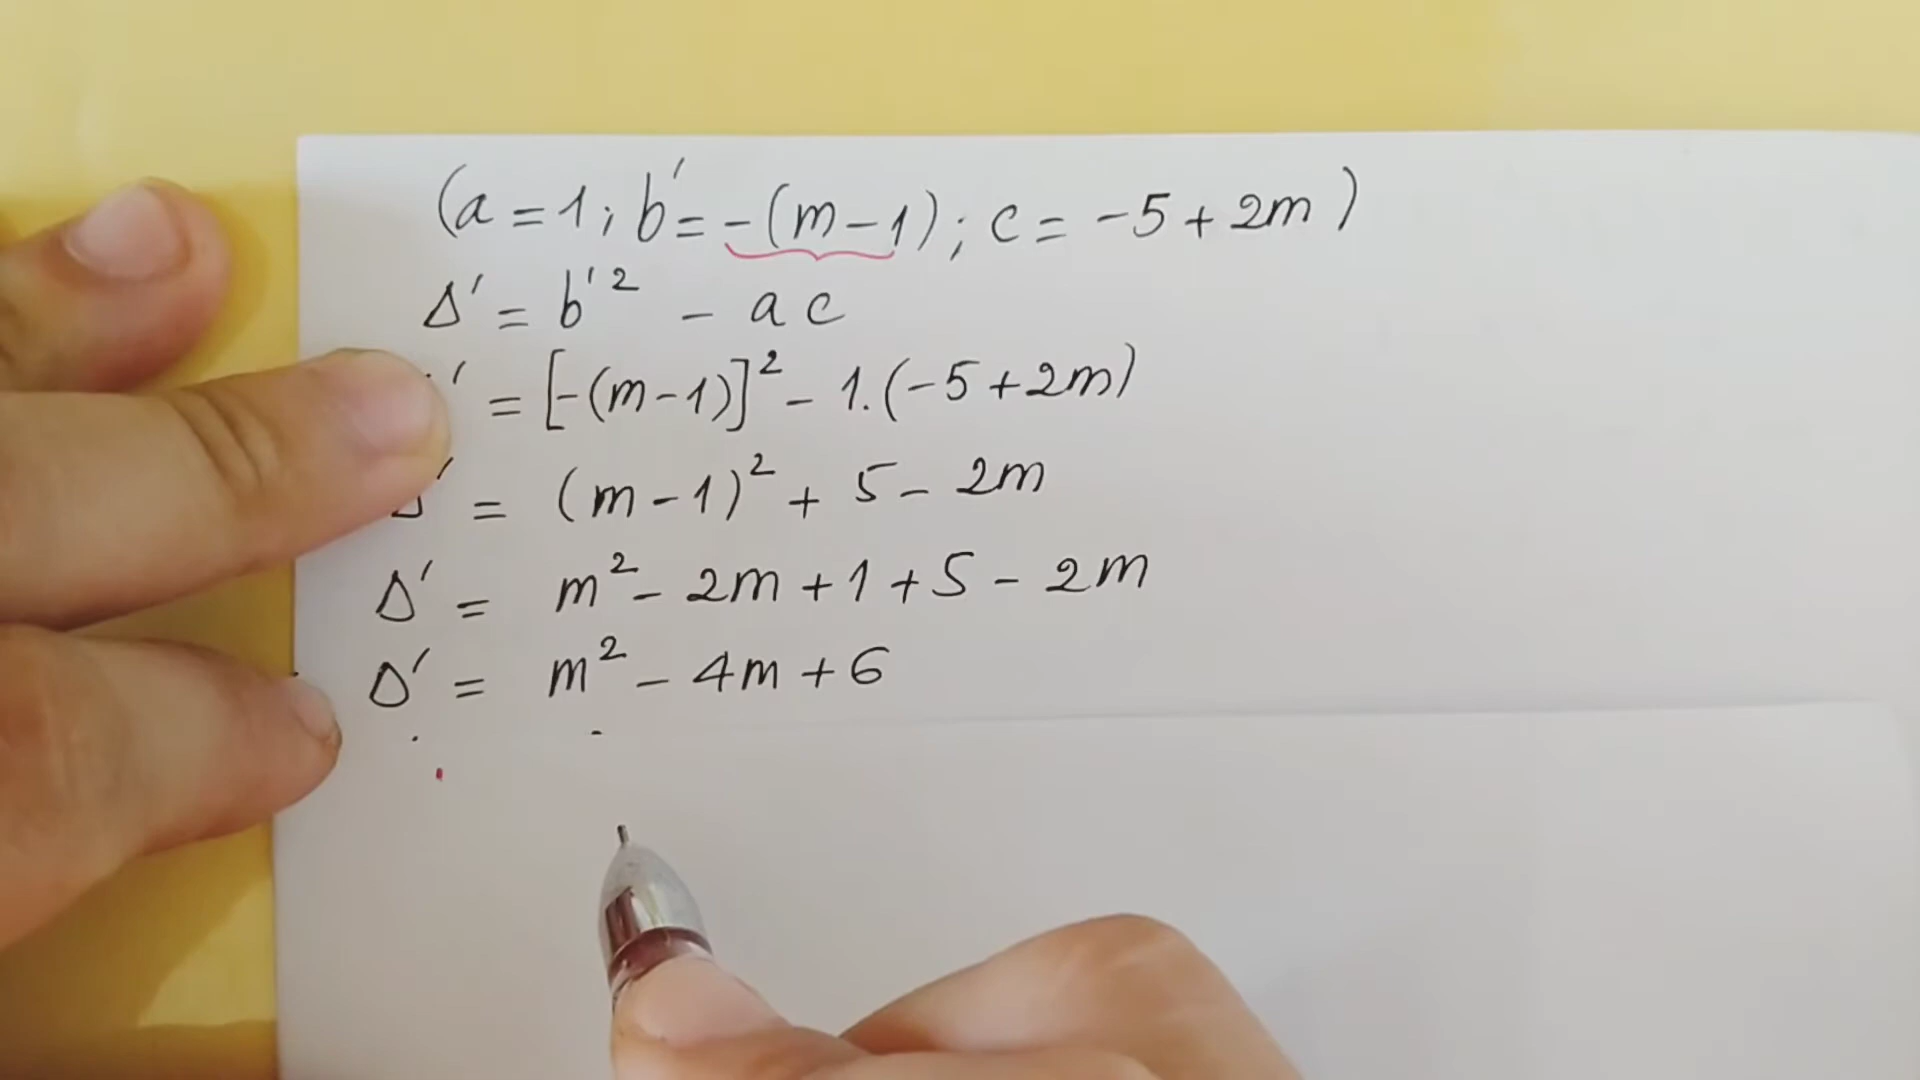 (a = 1; b' = -(m-1); c = -5 + 2m)
Δ' = b'² - ac
' = [-(m-1)]² - 1.(-5+2m)
Δ' = (m-1)² + 5 - 2m
Δ' = m² - 2m + 1 + 5 - 2m
Δ' = m² - 4m + 6